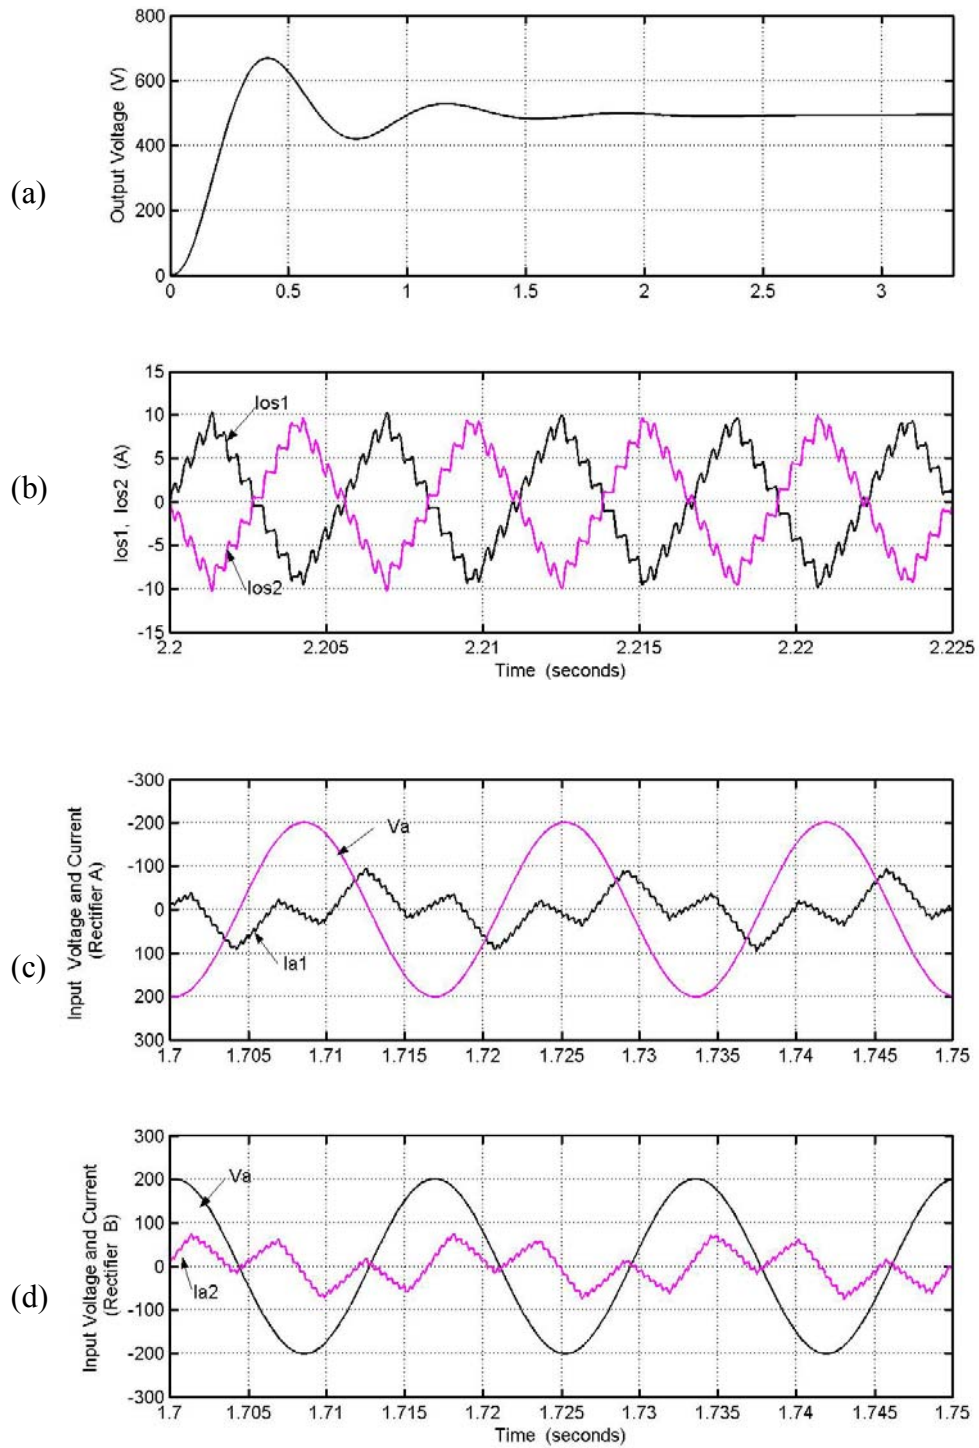 (a)
Output Voltage (V)
800
600
400
200
0
0 0.5 1 1.5 2 2.5 3
(b)
Ios1, Ios2 (A)
15
10
5
0
-5
-10
-15
Ios1
Ios2
2.2 2.205 2.21 2.215 2.22 2.225
Time (seconds)
(c)
Input Voltage and Current
(Rectifier A)
-300
-200
-100
0
100
200
300
Va
Ia1
1.7 1.705 1.71 1.715 1.72 1.725 1.73 1.735 1.74 1.745 1.75
(d)
Input Voltage and Current
(Rectifier B)
300
200
100
0
-100
-200
-300
Va
Ia2
1.7 1.705 1.71 1.715 1.72 1.725 1.73 1.735 1.74 1.745 1.75
Time (seconds)